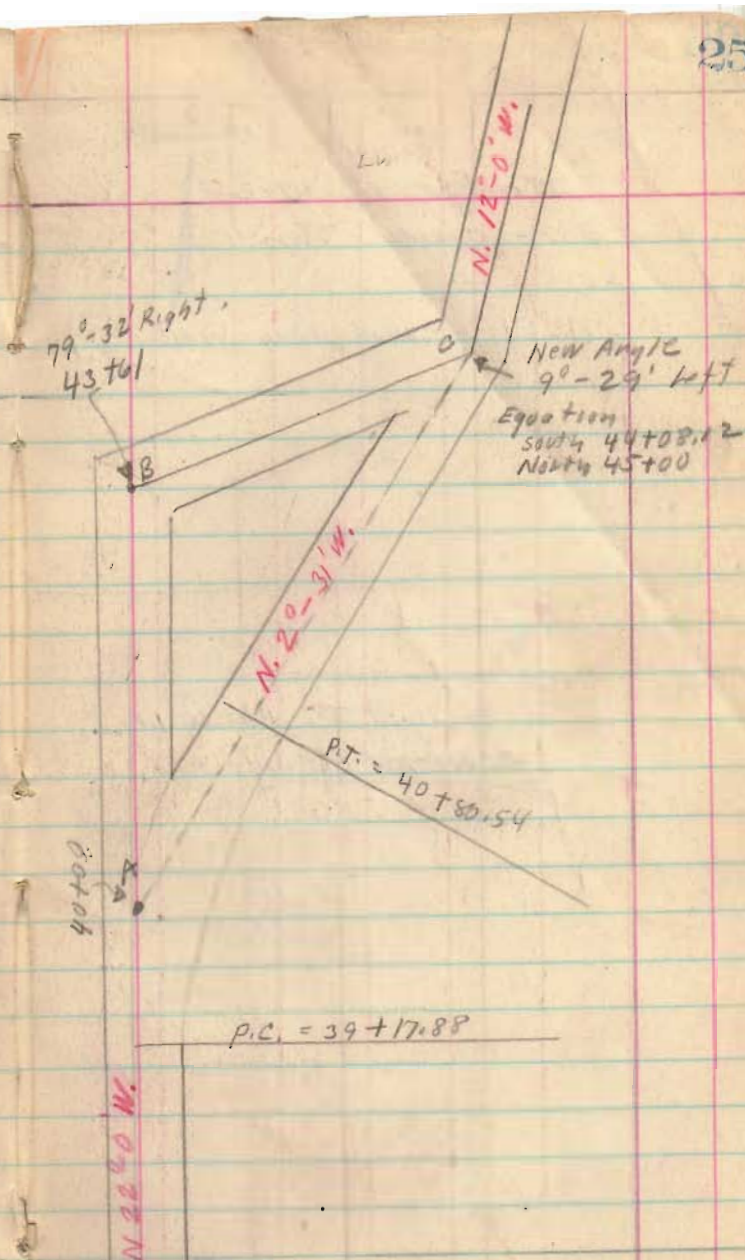 25
N. 12°-0' W.
79°-32' Right.
43+61
New Angle
9°-29' Left
Equation
South 44+08.12
North 45+00
B
C
N. 2°-31' W.
P.T. = 40+80.54
40+00
A
P.C. = 39+17.88
N 22°-0' W.